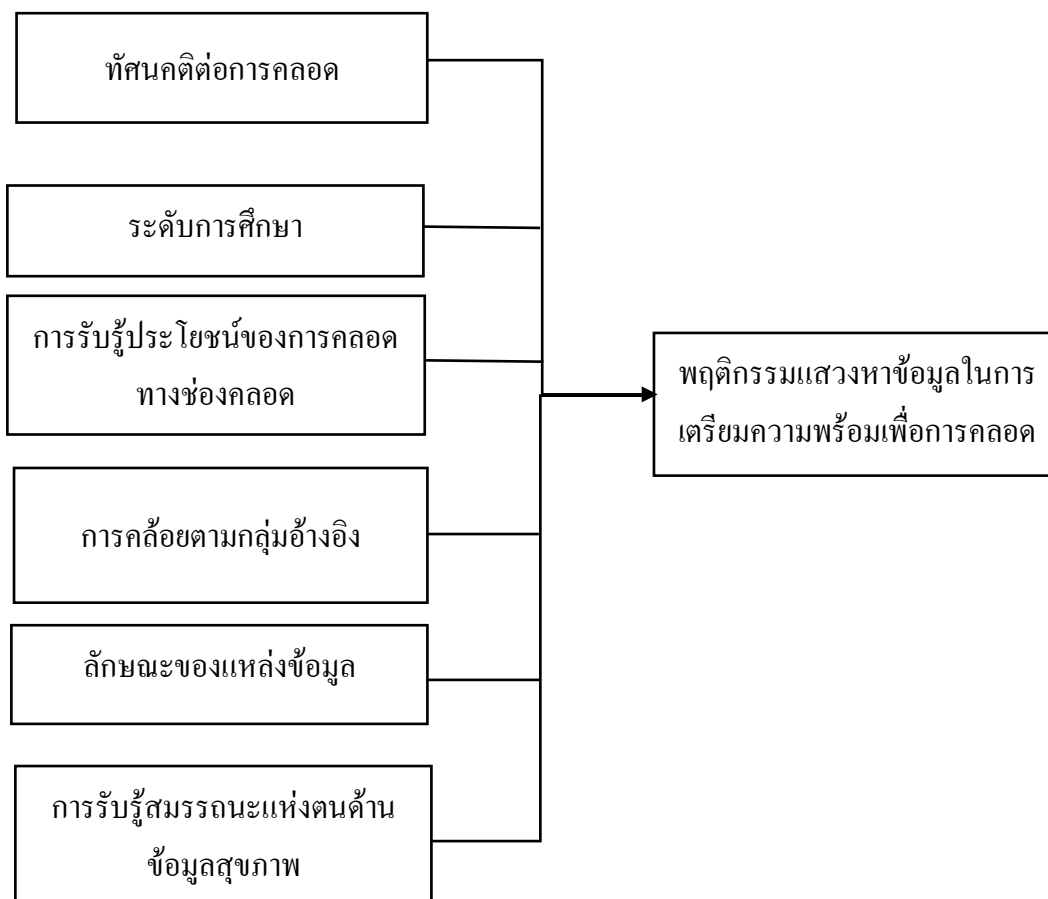 ทัศนคติต่อการคลอด
ระดับการศึกษา
การรับรู้ประโยชน์ของการคลอด
ทางช่องคลอด
พฤติกรรมแสวงหาข้อมูลในการ
เตรียมความพร้อมเพื่อการคลอด
การคล้อยตามกลุ่มอ้างอิง
ลักษณะของแหล่งข้อมูล
การรับรู้สมรรถนะแห่งตนด้าน
ข้อมูลสุขภาพ